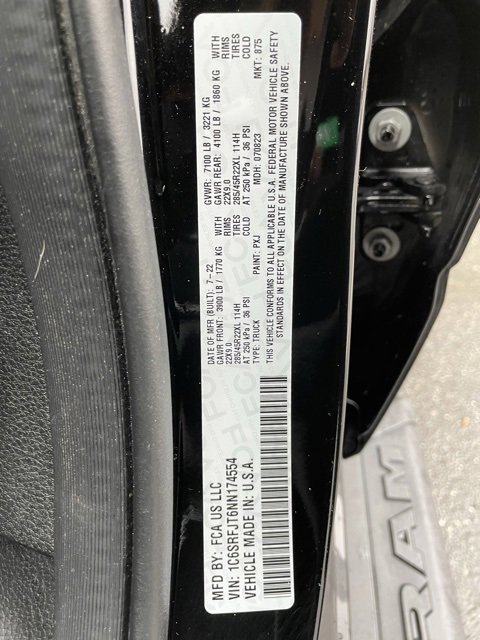 MFD BY: FCA US LLC
VIN: 1C6SRFJT6NN174554
VEHICLE MADE IN: U.S.A.
DATE OF MFR (BUILT): 7-22
GAWR FRONT: 3900 LB / 1770 KG WITH
22X9.0 RIMS
285/45R22XL 114H TIRES
AT 250 kPa / 36 PSI COLD
TYPE: TRUCK
PAINT: PXJ
GVWR: 7100 LB / 3221 KG
GAWR REAR: 4100 LB / 1860 KG WITH
22X9.0 RIMS
285/45R22XL 114H TIRES
AT 250 kPa / 36 PSI COLD
MDH: 070823 MKT: 875
THIS VEHICLE CONFORMS TO ALL APPLICABLE U.S.A. FEDERAL MOTOR VEHICLE SAFETY
STANDARDS IN EFFECT ON THE DATE OF MANUFACTURE SHOWN ABOVE.
RAM